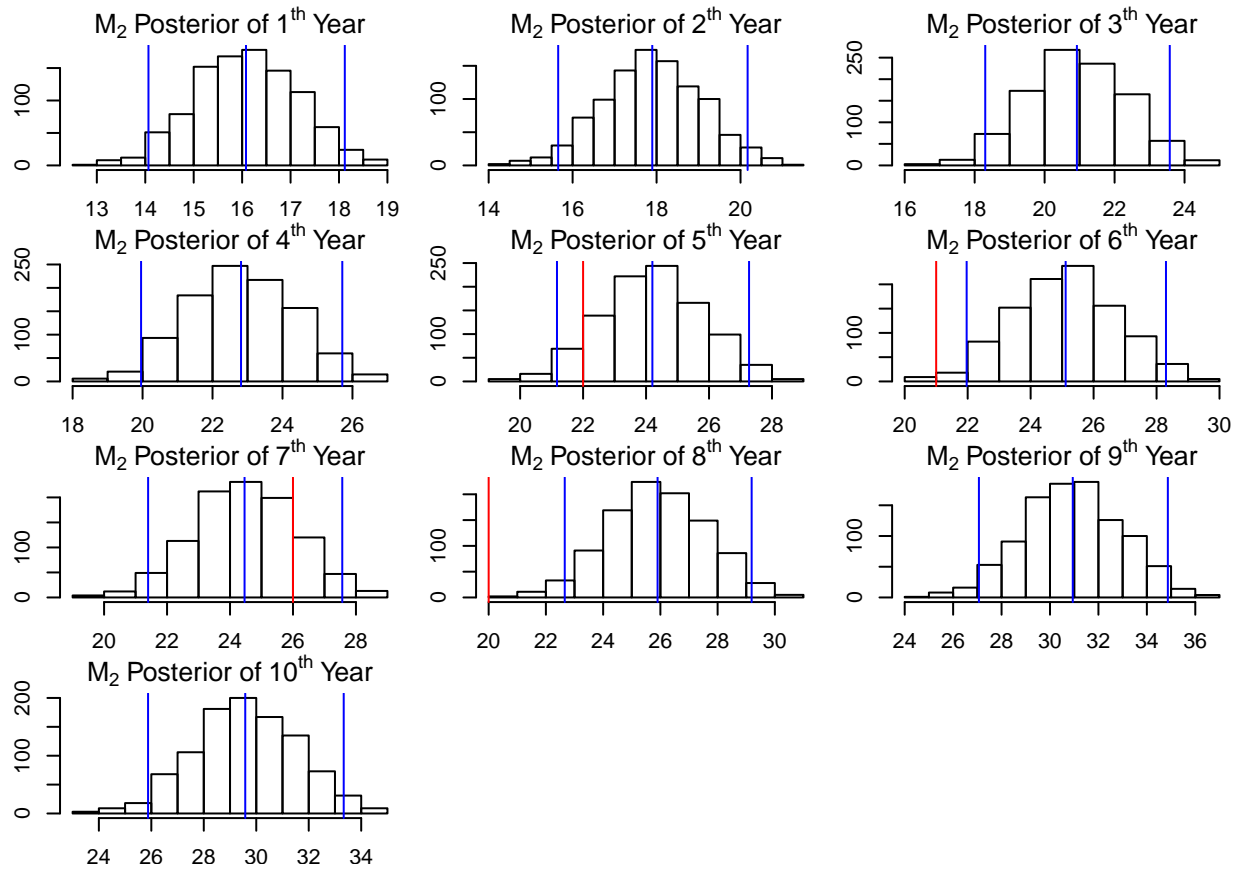 M2 Posterior of 1th Year
0 100
13 14 15 16 17 18 19
M2 Posterior of 2th Year
0 100
14 16 18 20
M2 Posterior of 3th Year
0 100 250
16 18 20 22 24
M2 Posterior of 4th Year
0 100 250
18 20 22 24 26
M2 Posterior of 5th Year
0 100 250
20 22 24 26 28
M2 Posterior of 6th Year
0 100
20 22 24 26 28 30
M2 Posterior of 7th Year
0 100
20 22 24 26 28
M2 Posterior of 8th Year
0 100
20 22 24 26 28 30
M2 Posterior of 9th Year
0 100
24 26 28 30 32 34 36
M2 Posterior of 10th Year
0 100 200
24 26 28 30 32 34